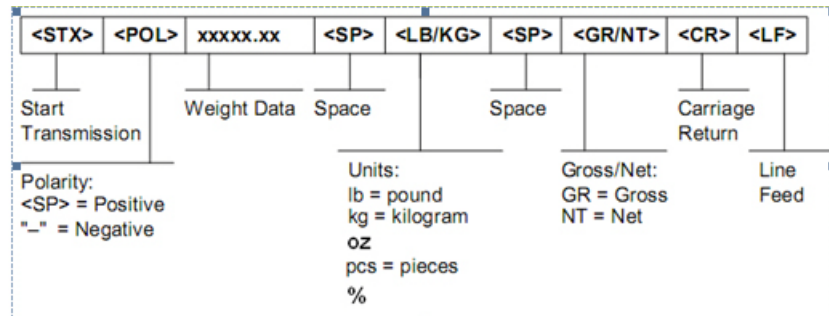 <STX> <POL> xxxxx.xx <SP> <LB/KG> <SP> <GR/NT> <CR> <LF>
Start
Transmission
Weight Data
Space
Space
Carriage
Return
Polarity:
<SP> = Positive
"–" = Negative
Units:
lb = pound
kg = kilogram
oz
pcs = pieces
%
Gross/Net:
GR = Gross
NT = Net
Line
Feed